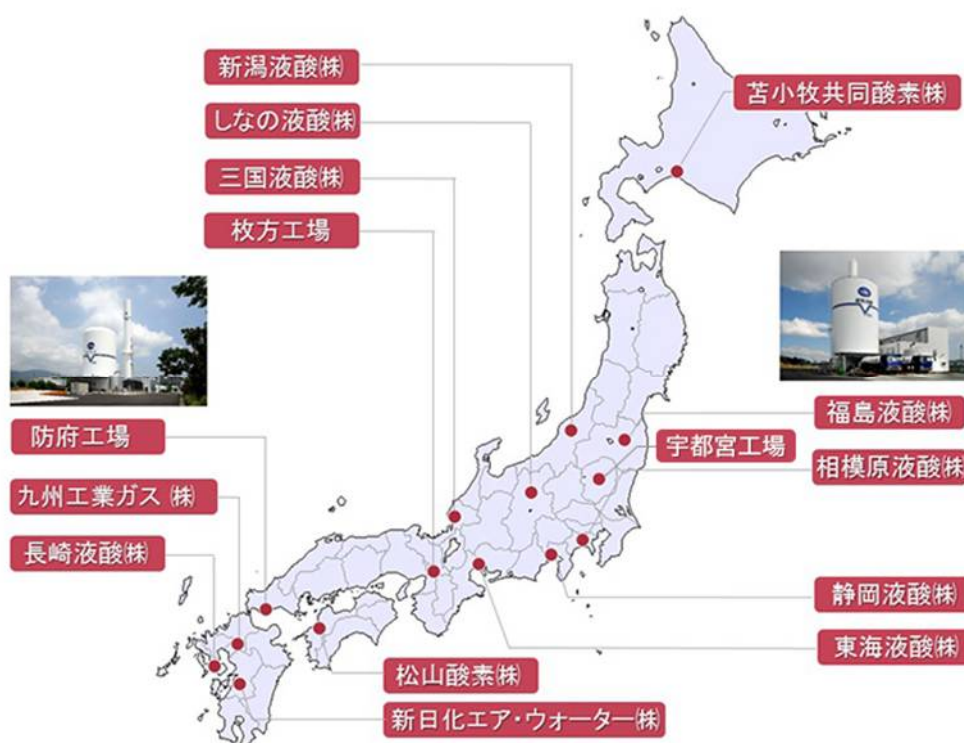 新潟液酸㈱
しなの液酸㈱
三国液酸㈱
枚方工場
苫小牧共同酸素㈱
防府工場
九州工業ガス ㈱
長崎液酸㈱
福島液酸㈱
宇都宮工場
相模原液酸㈱
静岡液酸㈱
東海液酸㈱
松山酸素㈱
新日化エア・ウォーター㈱